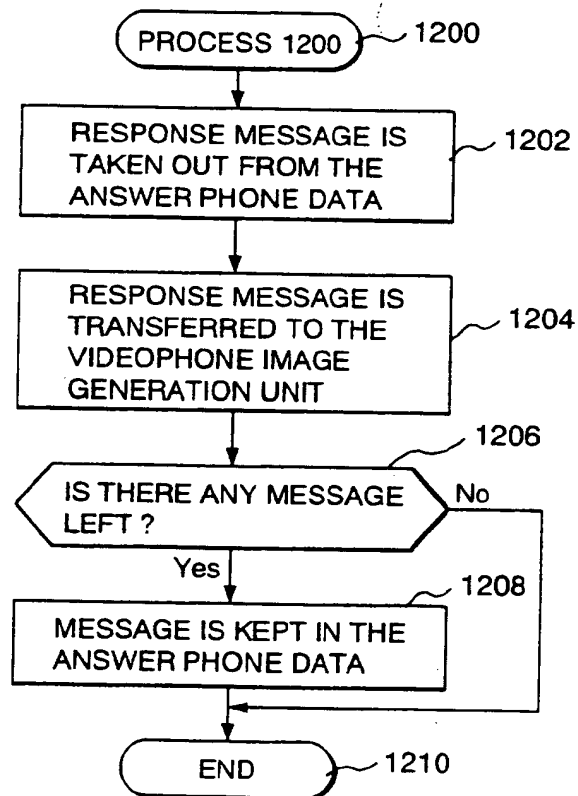 PROCESS 1200
1200
RESPONSE MESSAGE IS
TAKEN OUT FROM THE
ANSWER PHONE DATA
1202
RESPONSE MESSAGE IS
TRANSFERRED TO THE
VIDEOPHONE IMAGE
GENERATION UNIT
1204
1206
IS THERE ANY MESSAGE
LEFT ?
No
Yes
1208
MESSAGE IS KEPT IN THE
ANSWER PHONE DATA
END
1210